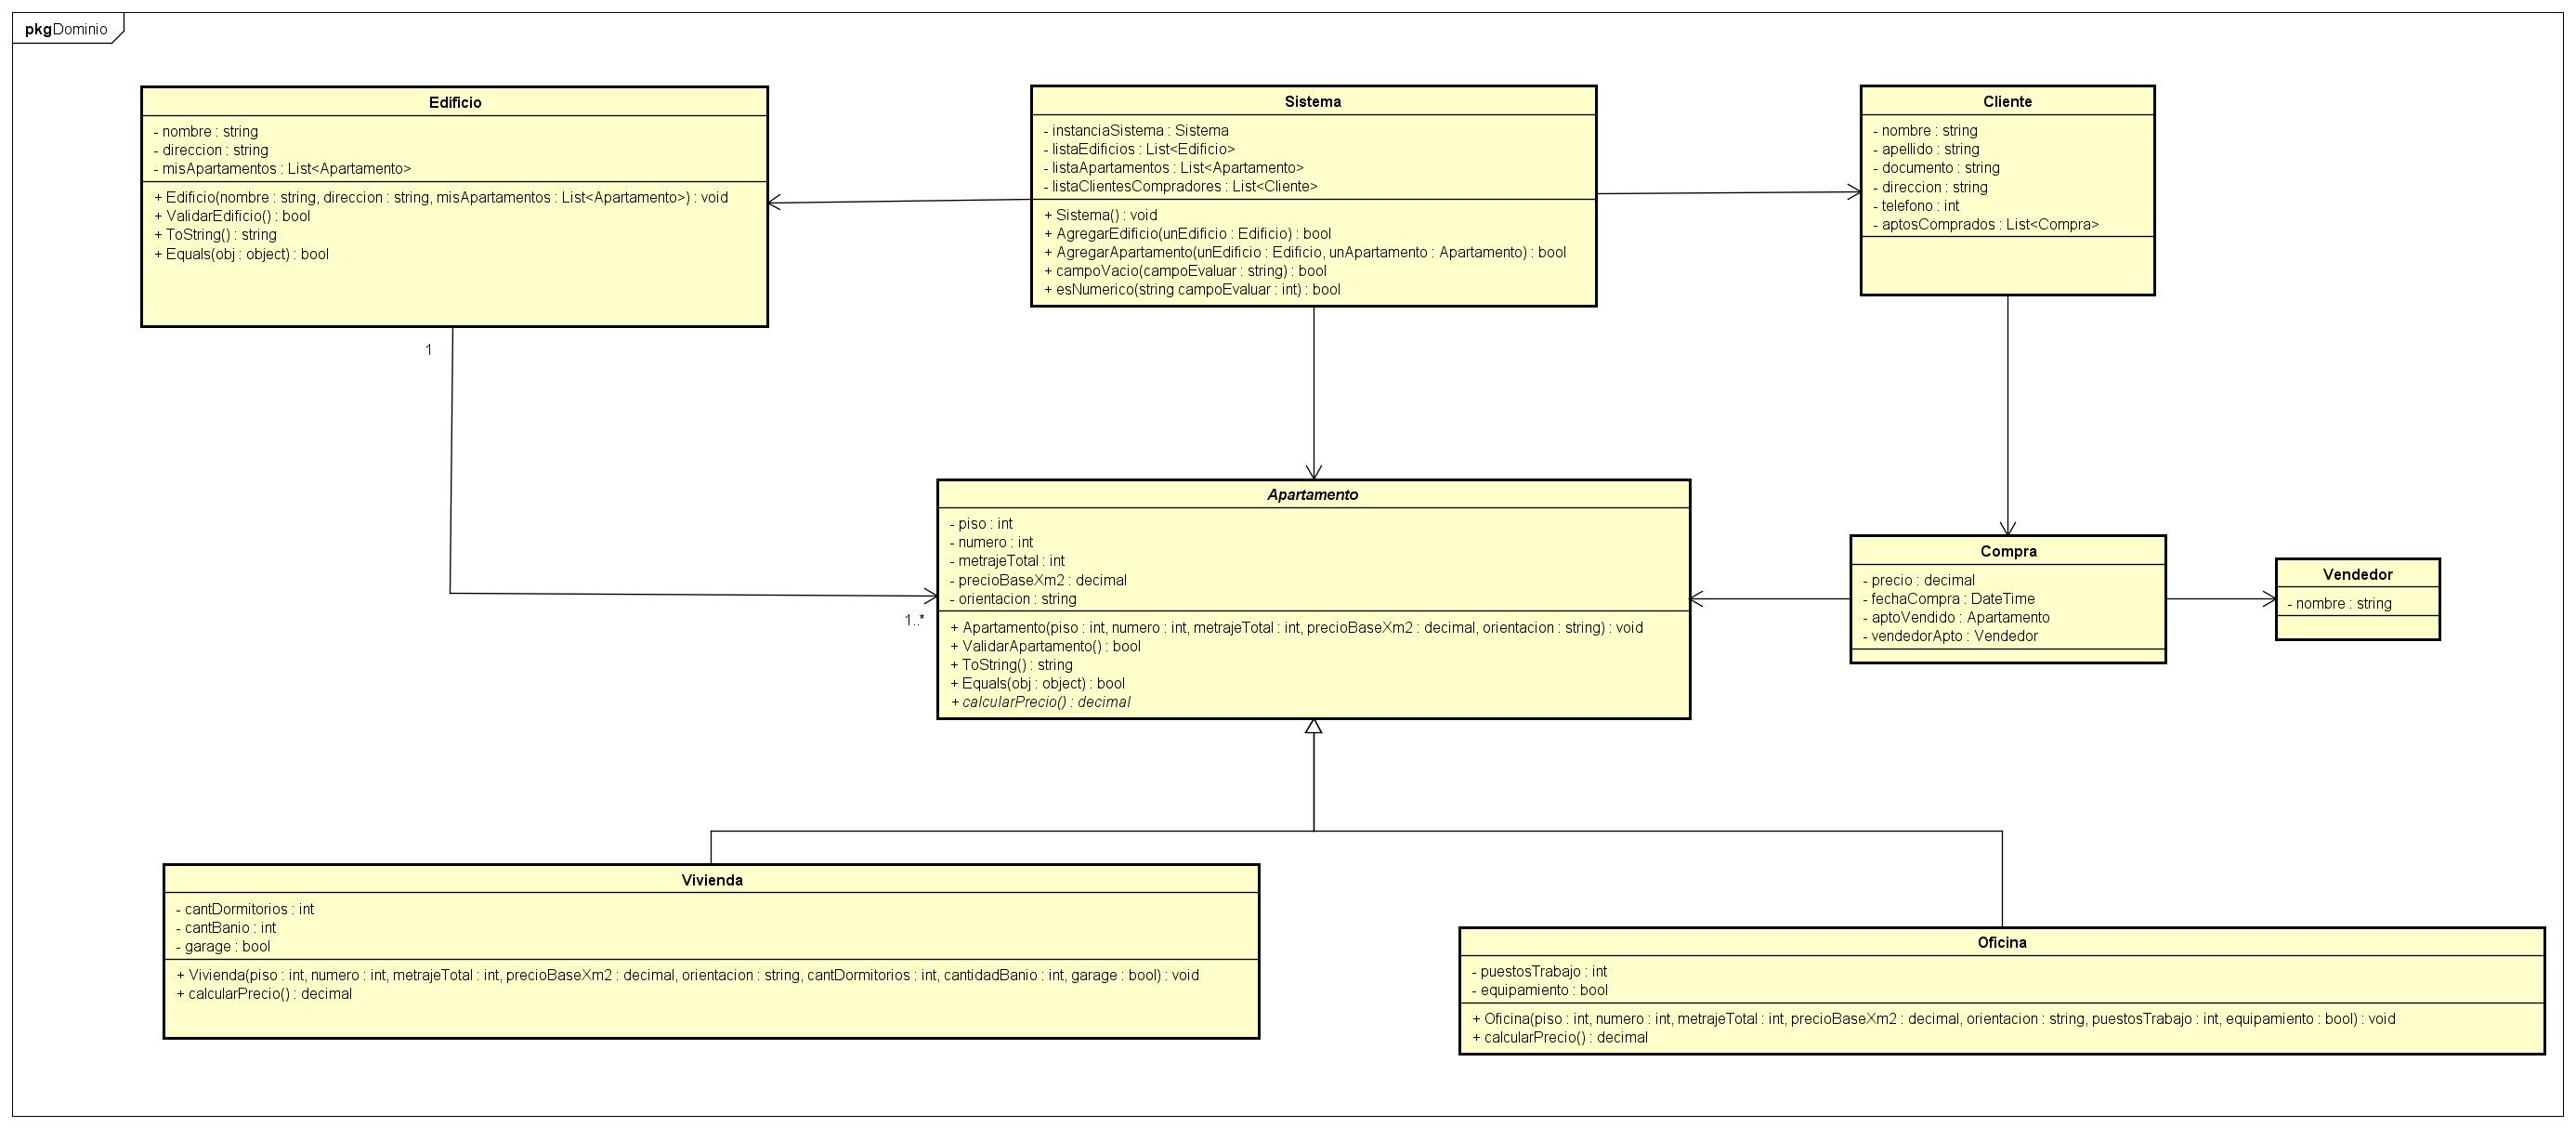 pkg Dominio
Edificio
- nombre : string
- direccion : string
- misApartamentos : List<Apartamento>
+ Edificio(nombre : string, direccion : string, misApartamentos : List<Apartamento>) : void
+ ValidarEdificio() : bool
+ ToString() : string
+ Equals(obj : object) : bool
Sistema
- instanciaSistema : Sistema
- listaEdificios : List<Edificio>
- listaApartamentos : List<Apartamento>
- listaClientesCompradores : List<Cliente>
+ Sistema() : void
+ AgregarEdificio(unEdificio : Edificio) : bool
+ AgregarApartamento(unEdificio : Edificio, unApartamento : Apartamento) : bool
+ campoVacio(campoEvaluar : string) : bool
+ esNumerico(string campoEvaluar : int) : bool
Cliente
- nombre : string
- apellido : string
- documento : string
- direccion : string
- telefono : int
- aptosComprados : List<Compra>
1
1..*
Apartamento
- piso : int
- numero : int
- metrajeTotal : int
- precioBaseXm2 : decimal
- orientacion : string
+ Apartamento(piso : int, numero : int, metrajeTotal : int, precioBaseXm2 : decimal, orientacion : string) : void
+ ValidarApartamento() : bool
+ ToString() : string
+ Equals(obj : object) : bool
+ calcularPrecio() : decimal
Compra
- precio : decimal
- fechaCompra : DateTime
- aptoVendido : Apartamento
- vendedorApto : Vendedor
Vendedor
- nombre : string
Vivienda
- cantDormitorios : int
- cantBanio : int
- garage : bool
+ Vivienda(piso : int, numero : int, metrajeTotal : int, precioBaseXm2 : decimal, orientacion : string, cantDormitorios : int, cantidadBanio : int, garage : bool) : void
+ calcularPrecio() : decimal
Oficina
- puestosTrabajo : int
- equipamiento : bool
+ Oficina(piso : int, numero : int, metrajeTotal : int, precioBaseXm2 : decimal, orientacion : string, puestosTrabajo : int, equipamiento : bool) : void
+ calcularPrecio() : decimal